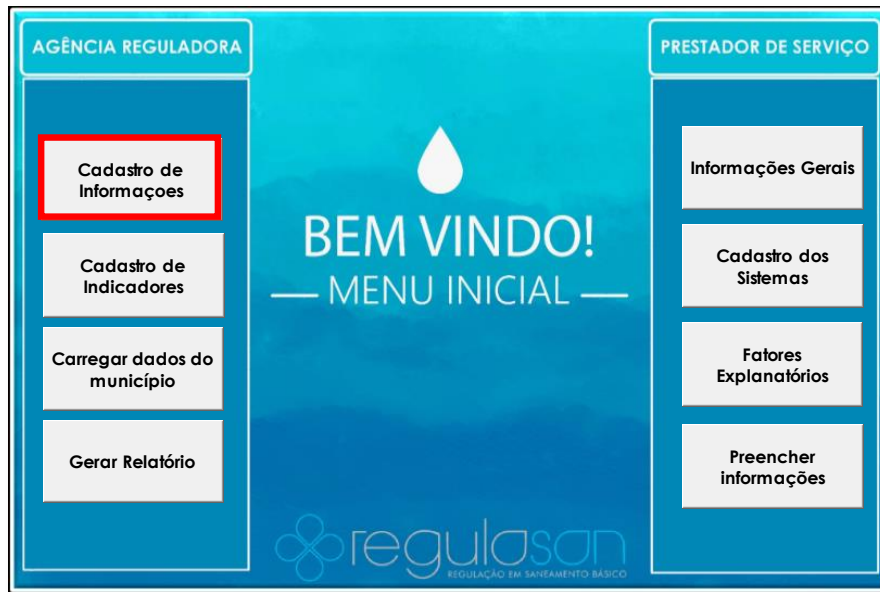 AGÊNCIA REGULADORA
Cadastro de
Informaçoes
Cadastro de
Indicadores
Carregar dados do
município
Gerar Relatório
BEM VINDO!
— MENU INICIAL —
regulasan
REGULAÇÃO EM SANEAMENTO BÁSICO
PRESTADOR DE SERVIÇO
Informações Gerais
Cadastro dos
Sistemas
Fatores
Explanatórios
Preencher
informações